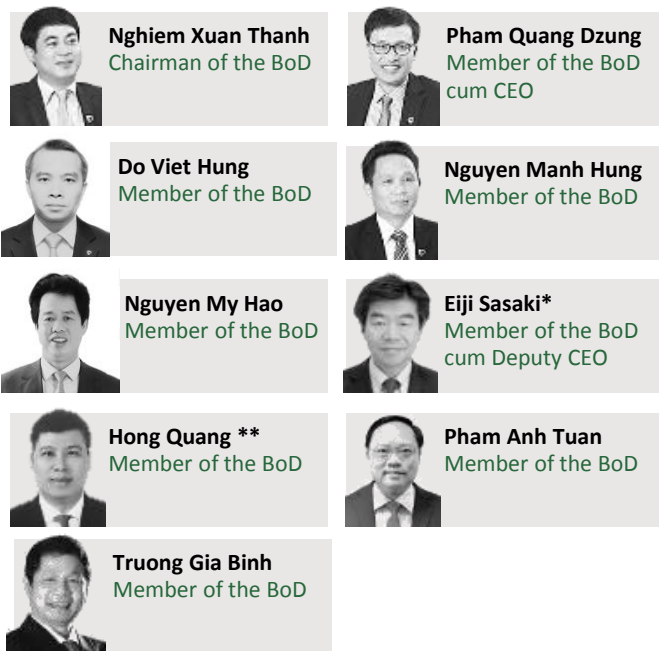 Nghiem Xuan Thanh
Chairman of the BoD
Pham Quang Dzung
Member of the BoD
cum CEO
Do Viet Hung
Member of the BoD
Nguyen Manh Hung
Member of the BoD
Nguyen My Hao
Member of the BoD
Eiji Sasaki*
Member of the BoD
cum Deputy CEO
Hong Quang **
Member of the BoD
Pham Anh Tuan
Member of the BoD
Truong Gia Binh
Member of the BoD